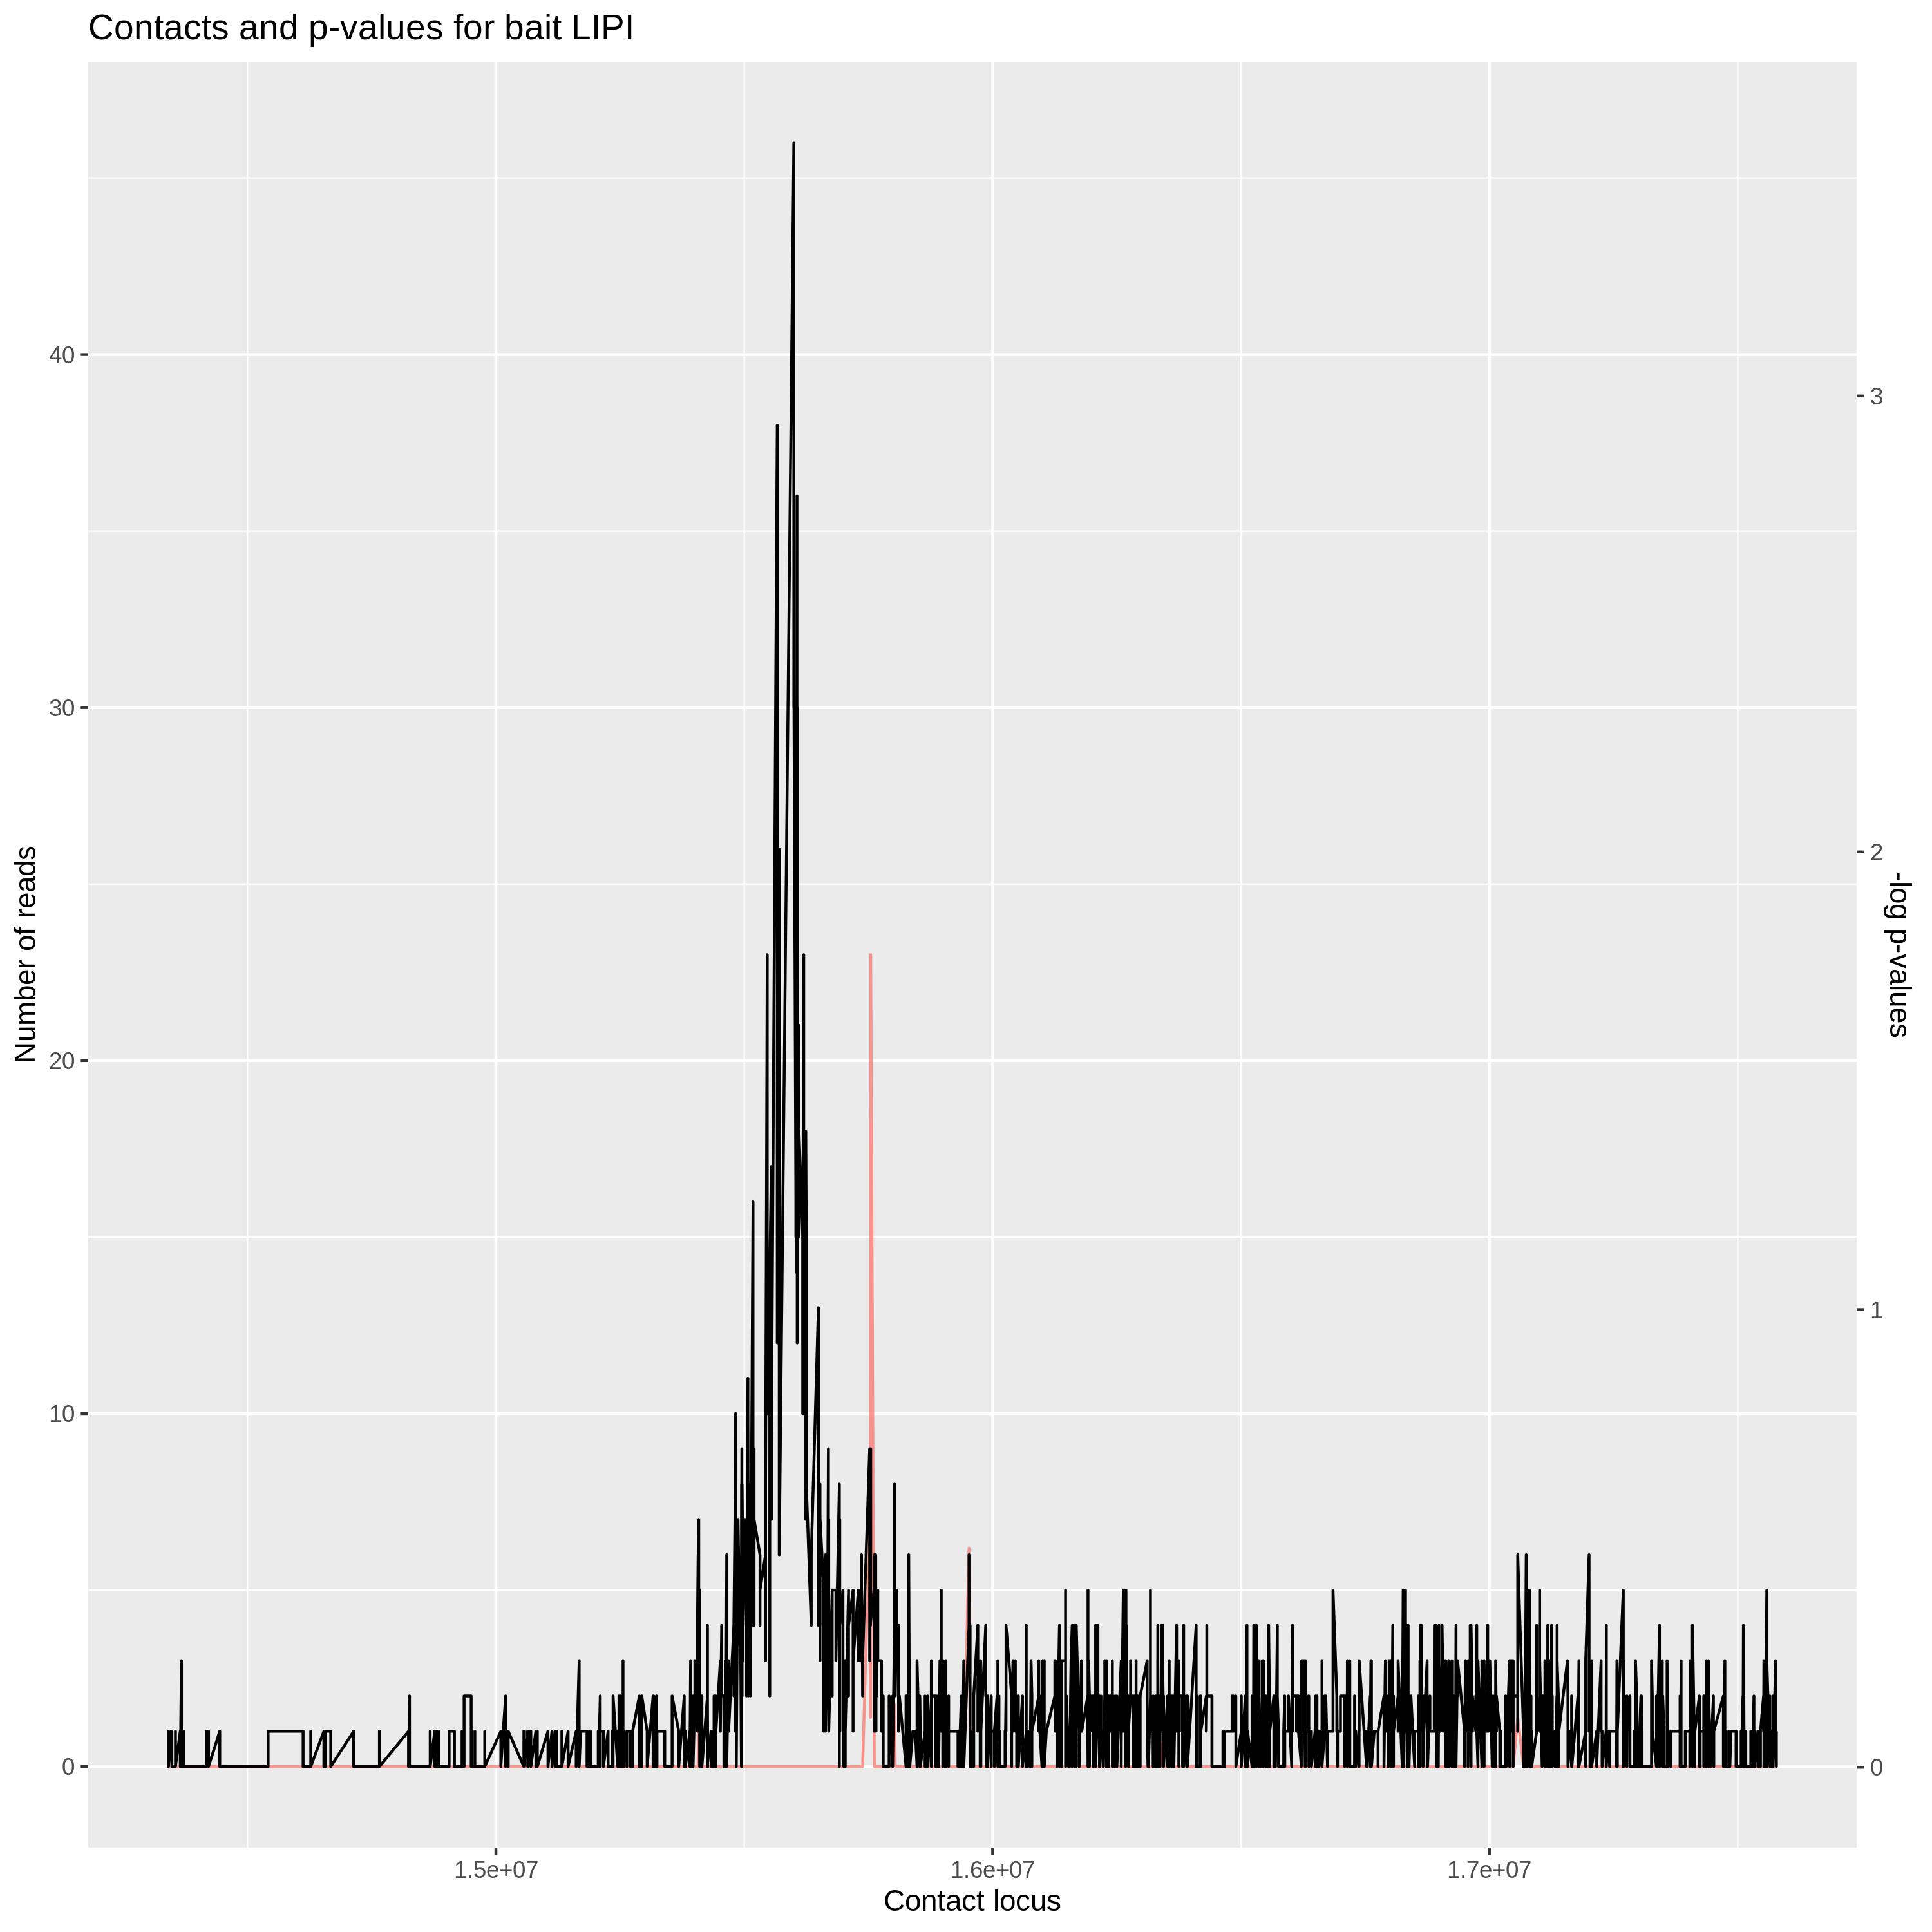 Contacts and p-values for bait LIPI
Number of reads
40
30
20
10
0
3
2
1
0
-log p-values
1.5e+07
1.6e+07
1.7e+07
Contact locus